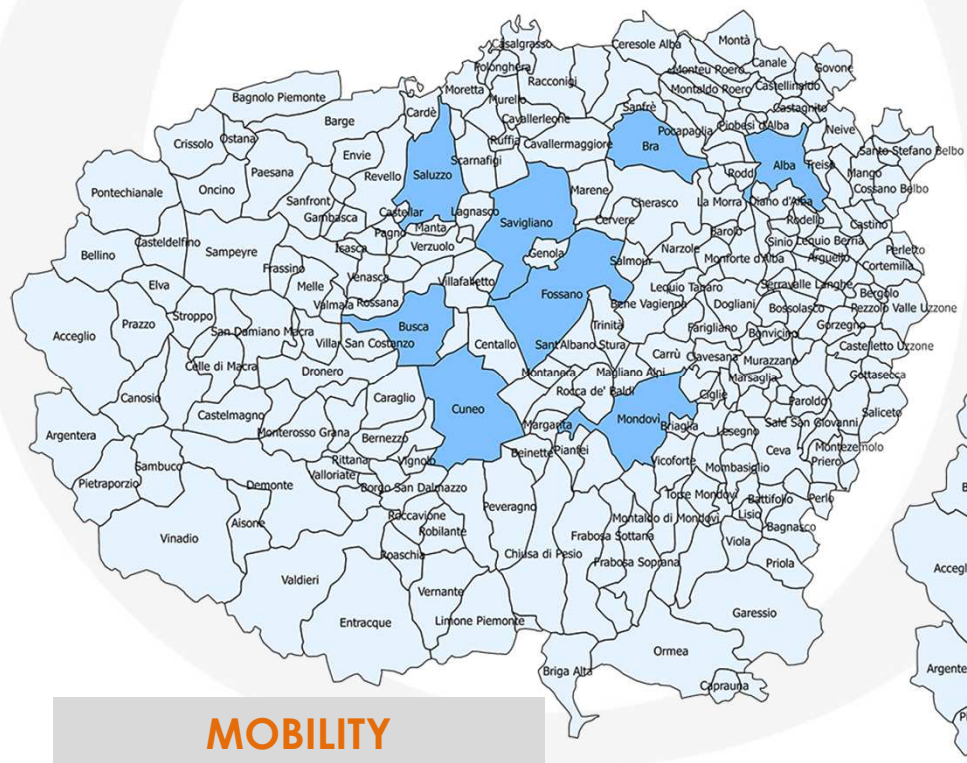 Casalgrasso
Ceresole Alba
Montà
Polonghera
Canale
Govone
Monteu Roero
Racconigi
Moretta
Montaldo Roero
Castellinaldo
Bagnolo Piemonte
Murello
Cardè
Sanfrè
Castagnito
Barge
Cavallerleone
Pocapaglia
Piobesi d'Alba
Neive
Crissolo
Ostana
Ruffia
Cavallermaggiore
Bra
Santo Stefano Belbo
Envie
Scarnafigi
Alba
Treiso
Paesana
Revello
Saluzzo
Roddi
Mango
Pontechianale
Oncino
Marene
Cossano Belbo
Sanfront
Cherasco
La Morra
Diano d'Alba
Gambasca
Castellar
Lagnasco
Savigliano
Cervere
Rodello
Castino
Pagno
Manta
Barolo
Casteldelfino
Isasca
Verzuolo
Narzole
Sinio
Lequio Berria
Perletto
Bellino
Sampeyre
Genola
Salmour
Monforte d'Alba
Arguello
Cortemilia
Frassino
Venasca
Villafalletto
Elva
Melle
Lequio Tanaro
Serravalle Langhe
Bergolo
Fossano
Valmala
Rossana
Bene Vagienna
Dogliani
Bossolasco
Pezzolo Valle Uzzone
Prazzo
Stroppo
Busca
Trinità
Farigliano
Gorzegno
Acceglio
San Damiano Macra
Bonvicino
Villar San Costanzo
Centallo
Sant'Albano Stura
Castelletto Uzzone
Carrù
Clavesana
Murazzano
Celle di Macra
Dronero
Montanera
Magliano Alpi
Marsaglia
Gottasecca
Canosio
Caraglio
Rocca de' Baldi
Ciglie
Paroldo
Cuneo
Castelmagno
Margarita
Mondovì
Briaglia
Sale San Giovanni
Saliceto
Argentera
Monterosso Grana
Bernezzo
Lesegno
Beinette
Pianfei
Ceva
Montezemolo
Rittana
Vignolo
Vicoforte
Priero
Sambuco
Mombasiglio
Valloriate
Pietraporzio
Demonte
Borgo San Dalmazzo
Torre Mondovì
Battifollo
Perlo
Peveragno
Aisone
Roccavione
Montaldo di Mondovì
Lisio
Bagnasco
Robilante
Vinadio
Frabosa Sottana
Viola
Roaschia
Chiusa di Pesio
Frabosa Soprana
Priola
Valdieri
Vernante
Garessio
Entracque
Limone Piemonte
Ormea
Briga Alta
Caprauna
B
Acceg
Argente
Pi
MOBILITY